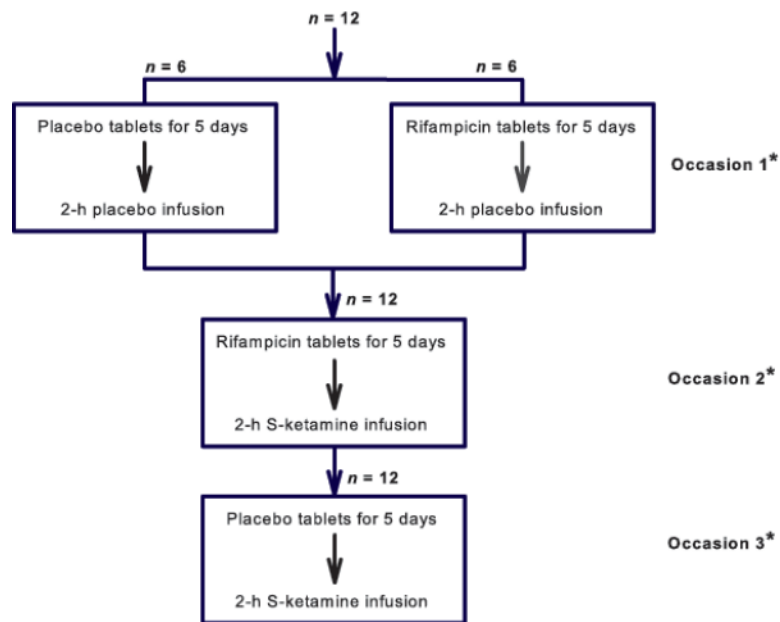 n = 12
n = 6
n = 6
Placebo tablets for 5 days
2-h placebo infusion
Rifampicin tablets for 5 days
2-h placebo infusion
Occasion 1*
n = 12
Rifampicin tablets for 5 days
2-h S-ketamine infusion
Occasion 2*
n = 12
Placebo tablets for 5 days
2-h S-ketamine infusion
Occasion 3*